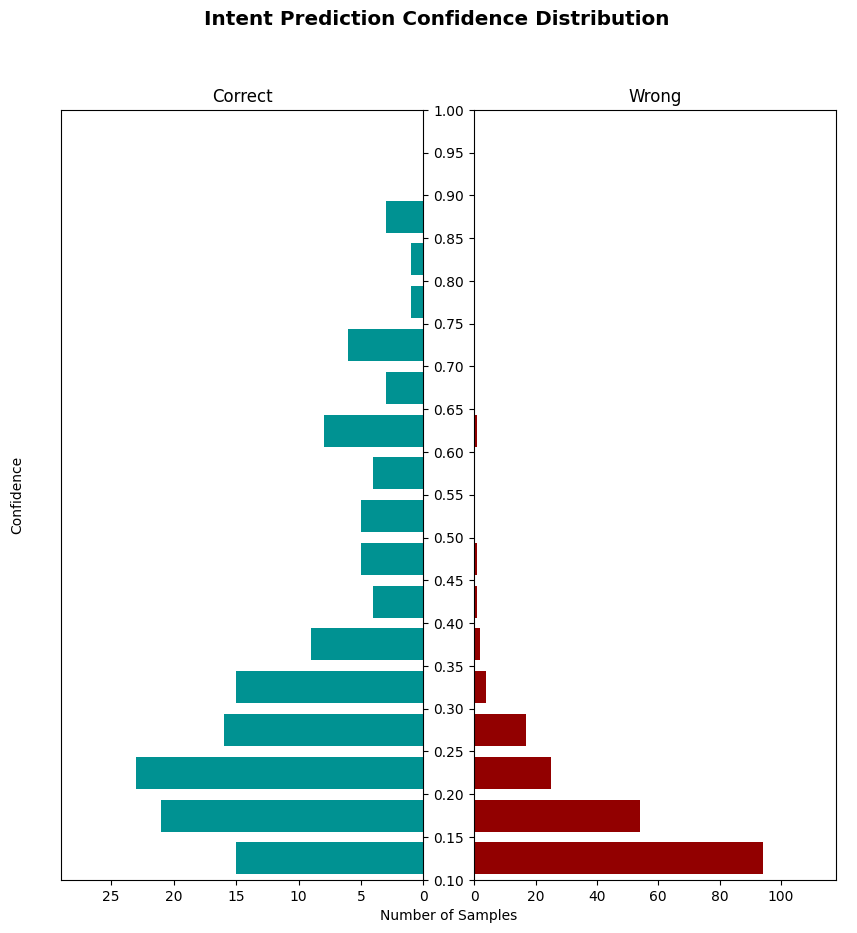 Intent Prediction Confidence Distribution
Correct
Wrong
1.00
0.95
0.90
0.85
0.80
0.75
0.70
0.65
0.60
0.55
0.50
0.45
0.40
0.35
0.30
0.25
0.20
0.15
0.10
Confidence
25 20 15 10 5 0
0 20 40 60 80 100
Number of Samples